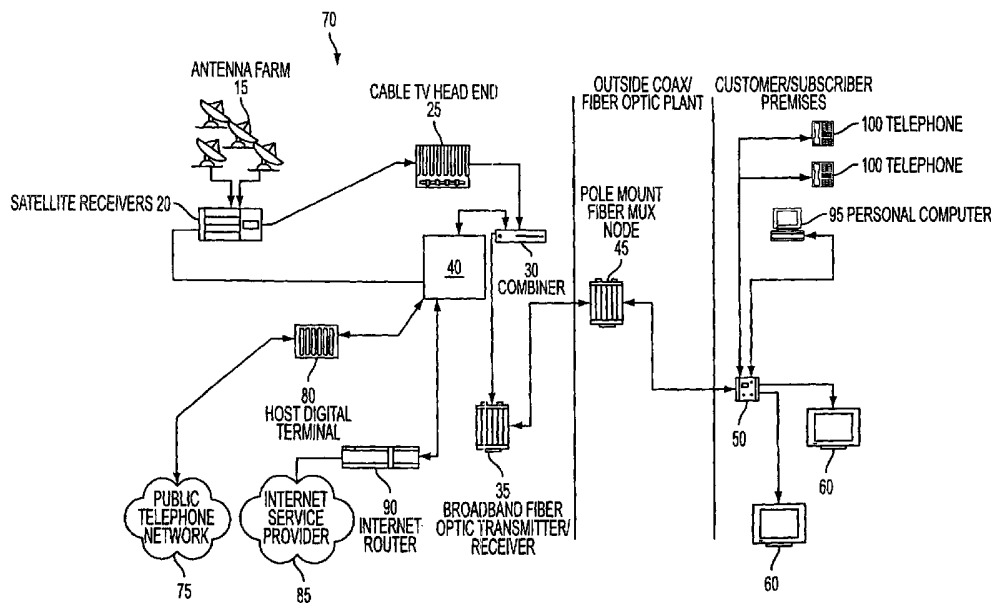 70
ANTENNA FARM
15
CABLE TV HEAD END
25
OUTSIDE COAX/
FIBER OPTIC PLANT
CUSTOMER/SUBSCRIBER
PREMISES
100 TELEPHONE
100 TELEPHONE
SATELLITE RECEIVERS 20
POLE MOUNT
FIBER MUX
NODE
45
95 PERSONAL COMPUTER
40
30
COMBINER
80
HOST DIGITAL
TERMINAL
50
60
PUBLIC
TELEPHONE
NETWORK
75
INTERNET
SERVICE
PROVIDER
85
90
INTERNET
ROUTER
35
BROADBAND FIBER
OPTIC TRANSMITTER/
RECEIVER
60